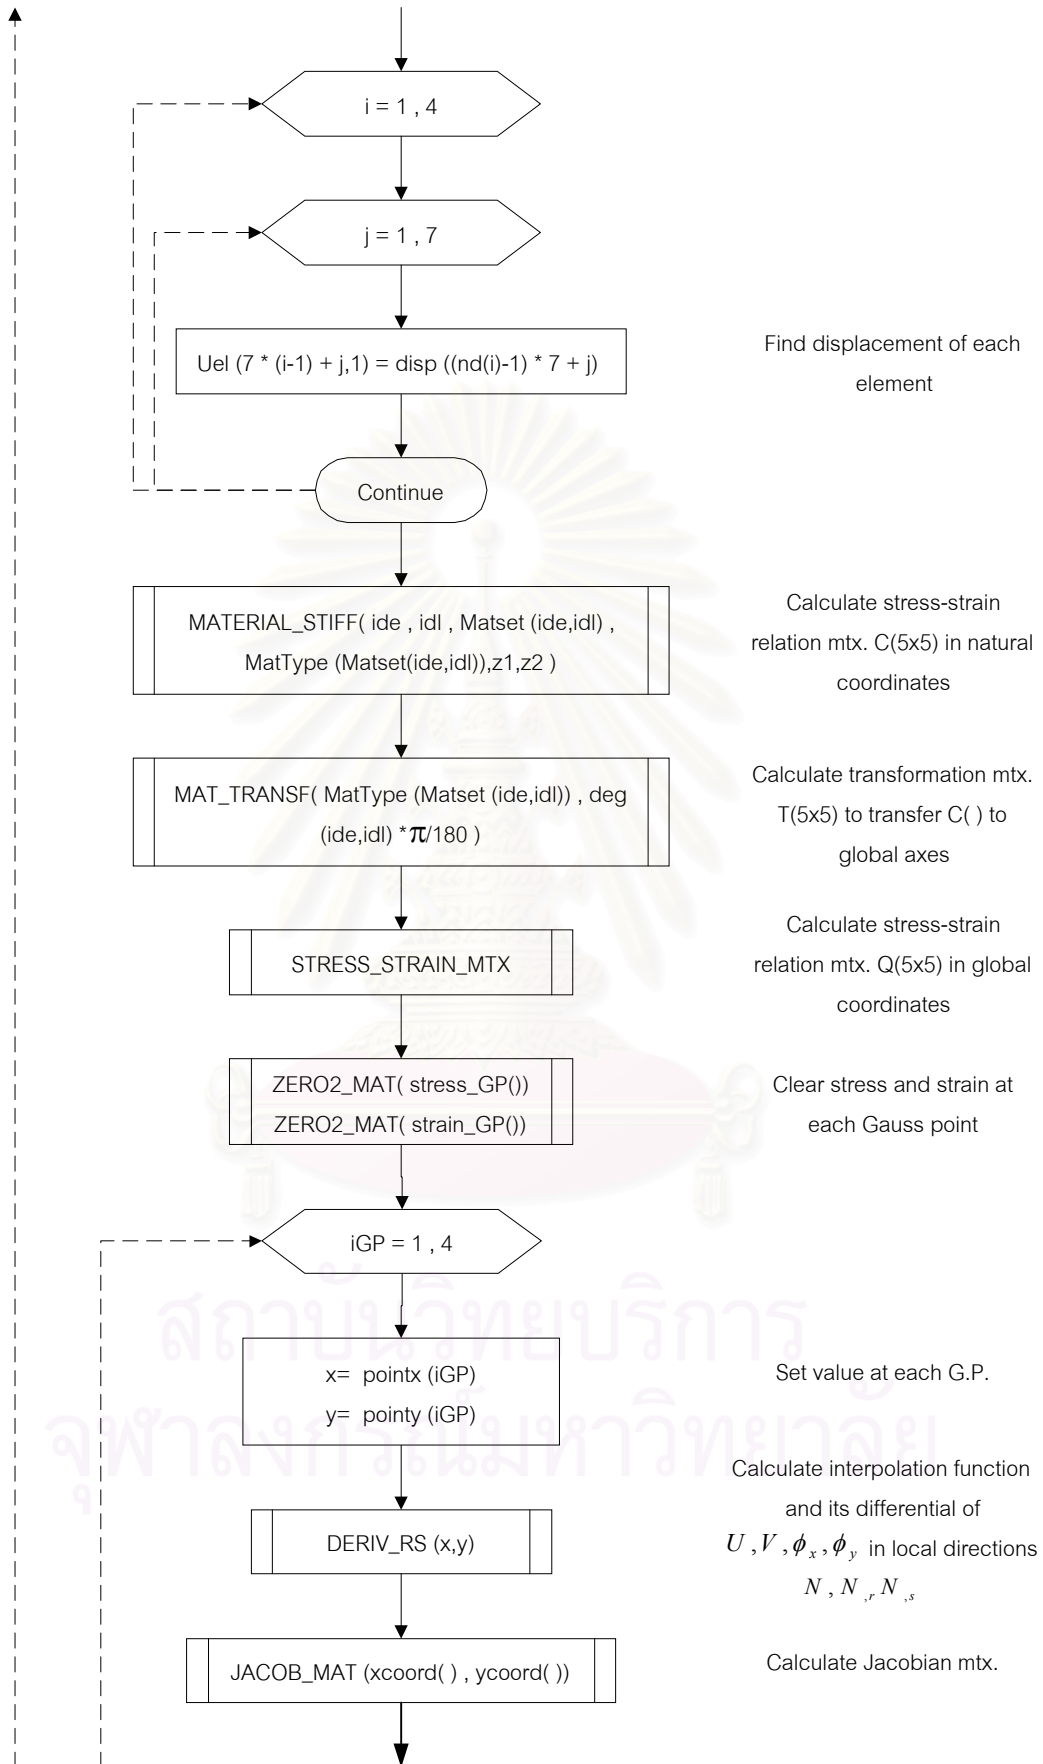 i = 1 , 4
j = 1 , 7
Uel (7 * (i-1) + j,1) = disp ((nd(i)-1) * 7 + j)
Find displacement of each
element
Continue
MATERIAL_STIFF( ide , idl , Matset (ide,idl) ,
MatType (Matset(ide,idl)),z1,z2 )
Calculate stress-strain
relation mtx. C(5x5) in natural
coordinates
MAT_TRANSF( MatType (Matset (ide,idl)) , deg
(ide,idl) *π/180 )
Calculate transformation mtx.
T(5x5) to transfer C( ) to
global axes
STRESS_STRAIN_MTX
Calculate stress-strain
relation mtx. Q(5x5) in global
coordinates
ZERO2_MAT( stress_GP())
ZERO2_MAT( strain_GP())
Clear stress and strain at
each Gauss point
iGP = 1 , 4
สถาบันวิทยบริการ
x= pointx (iGP)
y= pointy (iGP)
Set value at each G.P.
จุฬาลงกรณ์มหาวิทยาลัย
DERIV_RS (x,y)
Calculate interpolation function
and its differential of
U , V , ϕx , ϕy in local directions
N , N ,r N ,s
JACOB_MAT (xcoord( ) , ycoord( ))
Calculate Jacobian mtx.